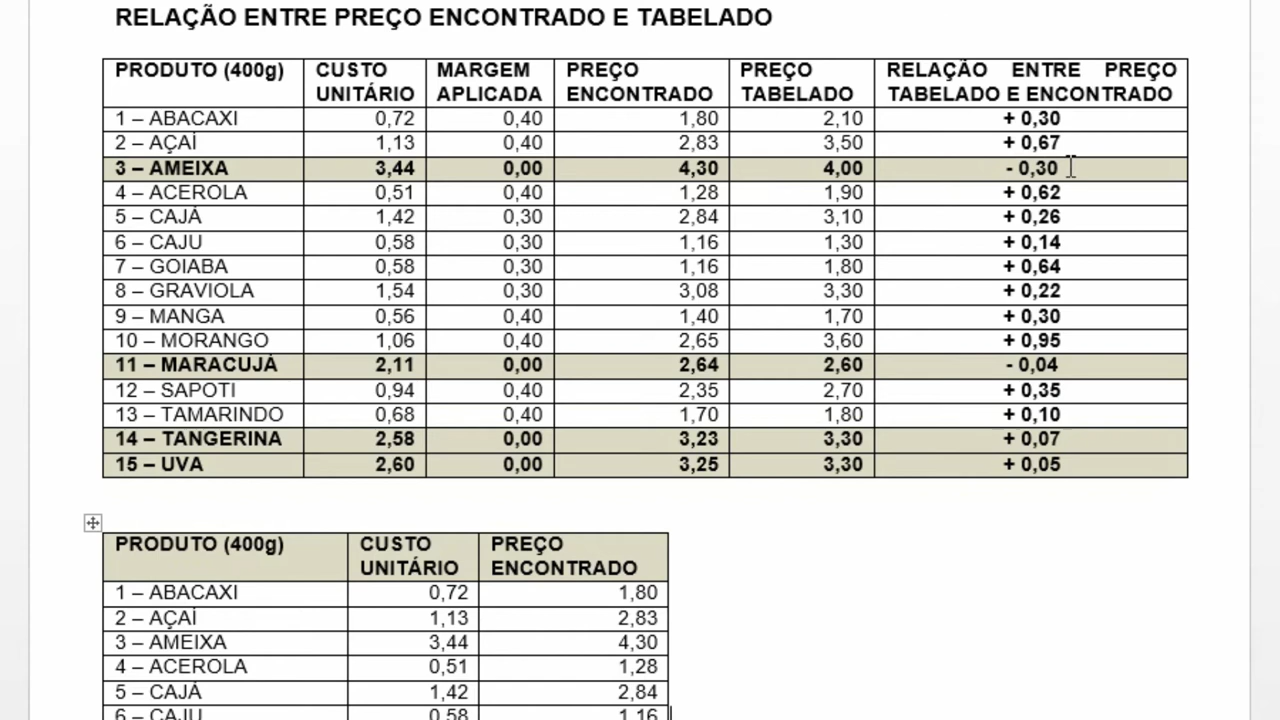 RELAÇÃO ENTRE PREÇO ENCONTRADO E TABELADO
PRODUTO (400g) CUSTO UNITÁRIO MARGEM APLICADA PREÇO ENCONTRADO PREÇO TABELADO RELAÇÃO ENTRE PREÇO TABELADO E ENCONTRADO
1 – ABACAXI 0,72 0,40 1,80 2,10 + 0,30
2 – AÇAÍ 1,13 0,40 2,83 3,50 + 0,67
3 – AMEIXA 3,44 0,00 4,30 4,00 - 0,30
4 – ACEROLA 0,51 0,40 1,28 1,90 + 0,62
5 – CAJÁ 1,42 0,30 2,84 3,10 + 0,26
6 – CAJU 0,58 0,30 1,16 1,30 + 0,14
7 – GOIABA 0,58 0,30 1,16 1,80 + 0,64
8 – GRAVIOLA 1,54 0,30 3,08 3,30 + 0,22
9 – MANGA 0,56 0,40 1,40 1,70 + 0,30
10 – MORANGO 1,06 0,40 2,65 3,60 + 0,95
11 – MARACUJÁ 2,11 0,00 2,64 2,60 - 0,04
12 – SAPOTI 0,94 0,40 2,35 2,70 + 0,35
13 – TAMARINDO 0,68 0,40 1,70 1,80 + 0,10
14 – TANGERINA 2,58 0,00 3,23 3,30 + 0,07
15 – UVA 2,60 0,00 3,25 3,30 + 0,05
PRODUTO (400g) CUSTO UNITÁRIO PREÇO ENCONTRADO
1 – ABACAXI 0,72 1,80
2 – AÇAÍ 1,13 2,83
3 – AMEIXA 3,44 4,30
4 – ACEROLA 0,51 1,28
5 – CAJÁ 1,42 2,84
6 – CAJU 0,58 1,16